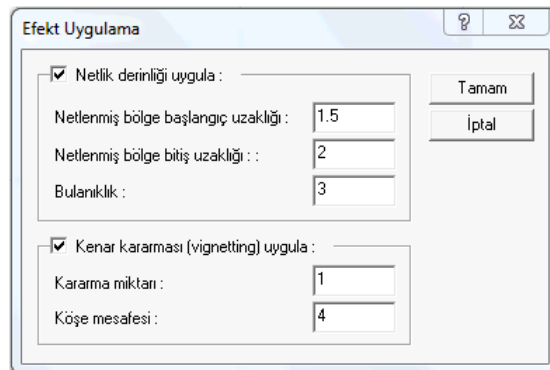 Efekt Uygulama
Netlik derinliği uygula :
Netlenmiş bölge başlangıç uzaklığı : 1.5
Netlenmiş bölge bitiş uzaklığı : : 2
Bulanıklık : 3
Kenar kararması (vignetting) uygula :
Kararma miktarı : 1
Köşe mesafesi : 4
Tamam
İptal